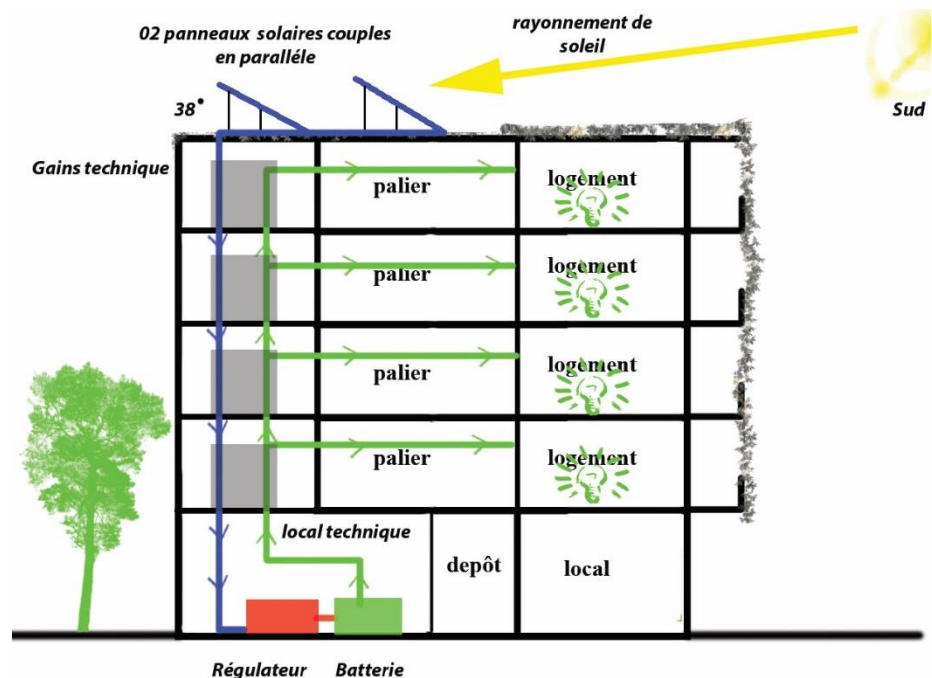 02 panneaux solaires couples
en paralléle
rayonnement de
soleil
38°
Sud
Gains technique
palier
logement
palier
logement
palier
logement
palier
logement
local technique
depôt
local
Régulateur
Batterie